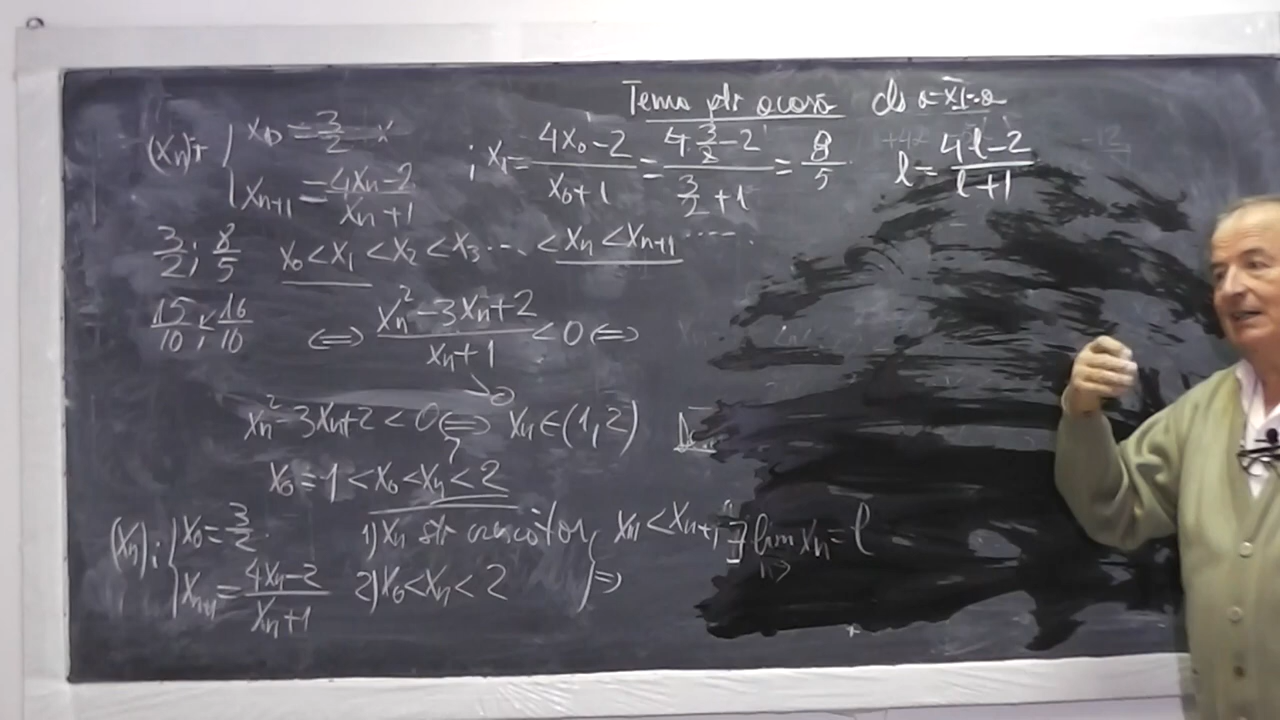 Tema ptr acasă
(xₙ): { x₀ = 3/2
xₙ₊₁ = (4xₙ-2)/(xₙ+1)
; x₁ = (4x₀-2)/(x₀+1) = (4·3/2-2)/(3/2+1) = 8/5
l = (4l-2)/(l+1)
3/2 ; 8/5 x₀ < x₁ < x₂ < x₃ ... < xₙ < xₙ₊₁ .....
15/10 < 16/10 ⇔ (xₙ²-3xₙ+2)/(xₙ+1) < 0 ⇔
xₙ²-3xₙ+2 < 0 ⇔ xₙ ∈ (1,2)
1 < x₀ < xₙ < 2
(xₙ): { x₀ = 3/2
xₙ₊₁ = (4xₙ-2)/(xₙ+1)
1) xₙ str crescător, xₙ < xₙ₊₁ ∃ lim xₙ = l
2) x₀ < xₙ < 2 ⇒